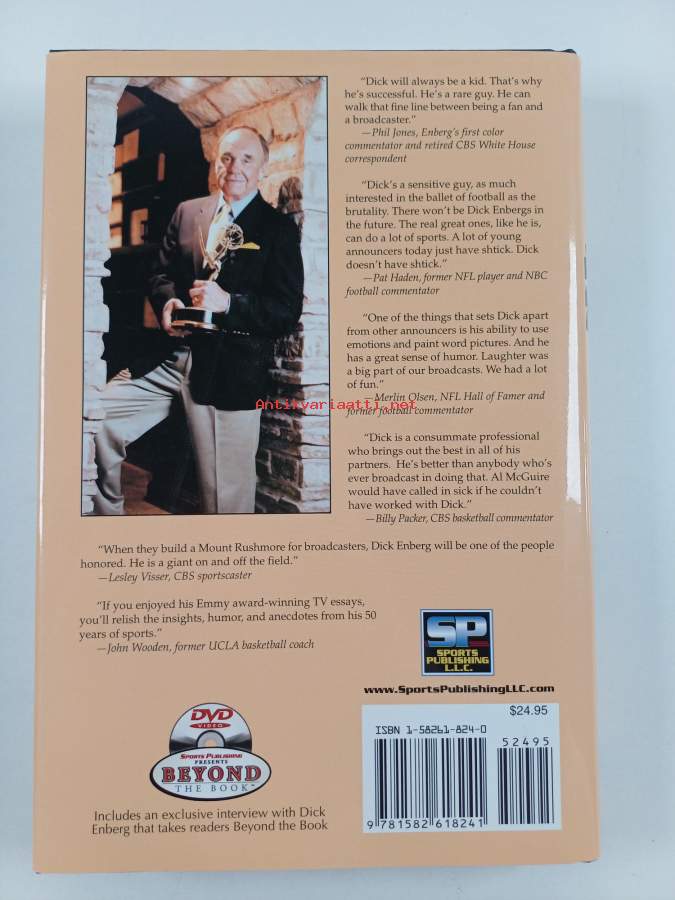 “Dick will always be a kid. That’s why
he’s successful. He’s a rare guy. He can
walk that fine line between being a fan and
a broadcaster.”
—Phil Jones, Enberg’s first color
commentator and retired CBS White House
correspondent
“Dick’s a sensitive guy, as much
interested in the ballet of football as the
brutality. There won’t be Dick Enbergs in
the future. The real great ones, like he is,
can do a lot of sports. A lot of young
announcers today just have shtick. Dick
doesn’t have shtick.”
—Pat Haden, former NFL player and NBC
football commentator
“One of the things that sets Dick apart
from other announcers is his ability to use
emotions and paint word pictures. And he
has a great sense of humor. Laughter was
a big part of our broadcasts. We had a lot
of fun.”
—Merlin Olsen, NFL Hall of Famer and
former football commentator
Antikvariaatti.net
“Dick is a consummate professional
who brings out the best in all of his
partners. He’s better than anybody who’s
ever broadcast in doing that. Al McGuire
would have called in sick if he couldn’t
have worked with Dick.”
—Billy Packer, CBS basketball commentator
“When they build a Mount Rushmore for broadcasters, Dick Enberg will be one of the people
honored. He is a giant on and off the field.”
—Lesley Visser, CBS sportscaster
“If you enjoyed his Emmy award-winning TV essays,
you’ll relish the insights, humor, and anecdotes from his 50
years of sports.”
—John Wooden, former UCLA basketball coach
SP
SPORTS
PUBLISHING
L.L.C.
www.SportsPublishingLLC.com
DVD
VIDEO
SPORTS PUBLISHING
PRESENTS
BEYOND
THE BOOK™
Includes an exclusive interview with Dick
Enberg that takes readers Beyond the Book
$24.95
ISBN 1-58261-824-0
52495
9 781582 618241